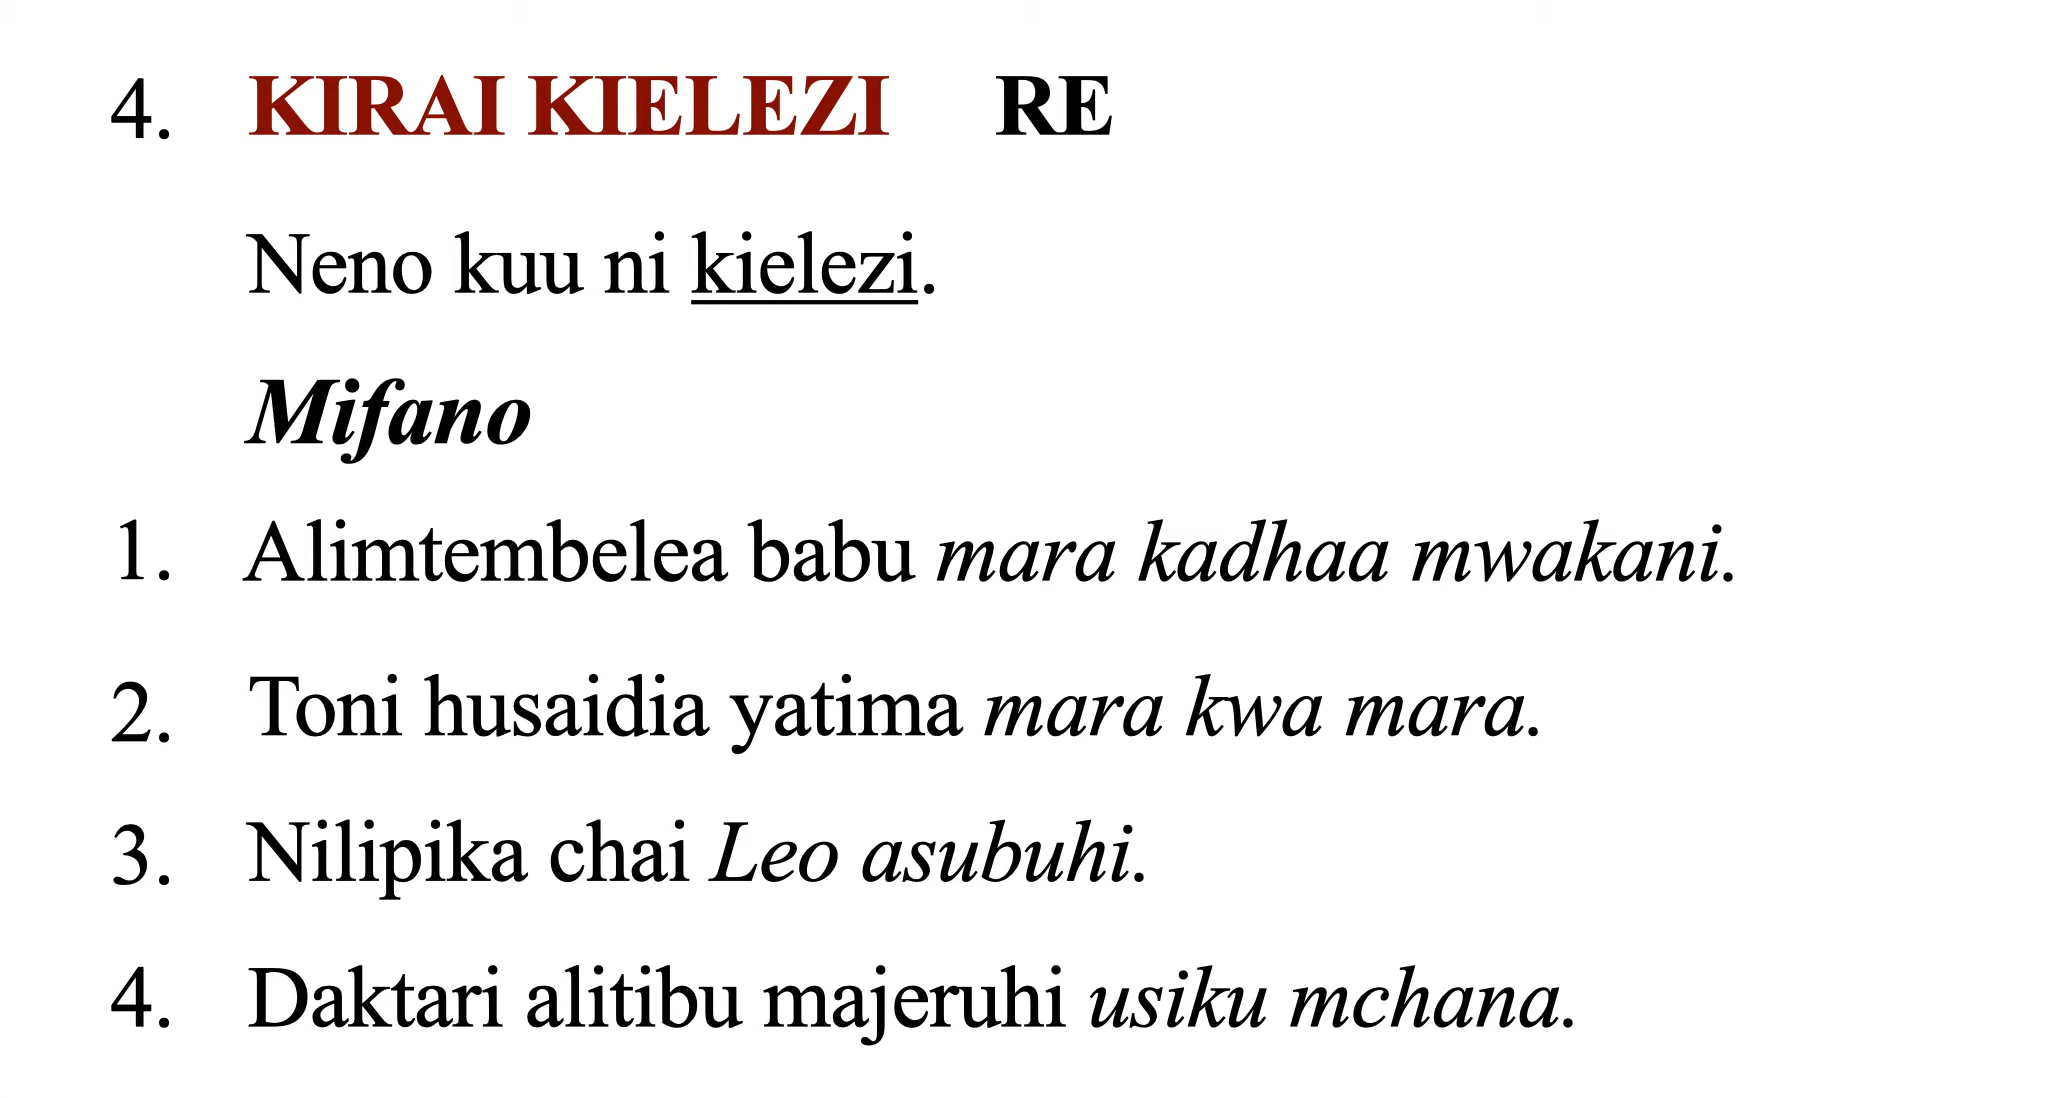 4. KIRAI KIELEZI RE
Neno kuu ni kielezi.
Mifano
1. Alimtembelea babu mara kadhaa mwakani.
2. Toni husaidia yatima mara kwa mara.
3. Nilipika chai Leo asubuhi.
4. Daktari alitibu majeruhi usiku mchana.